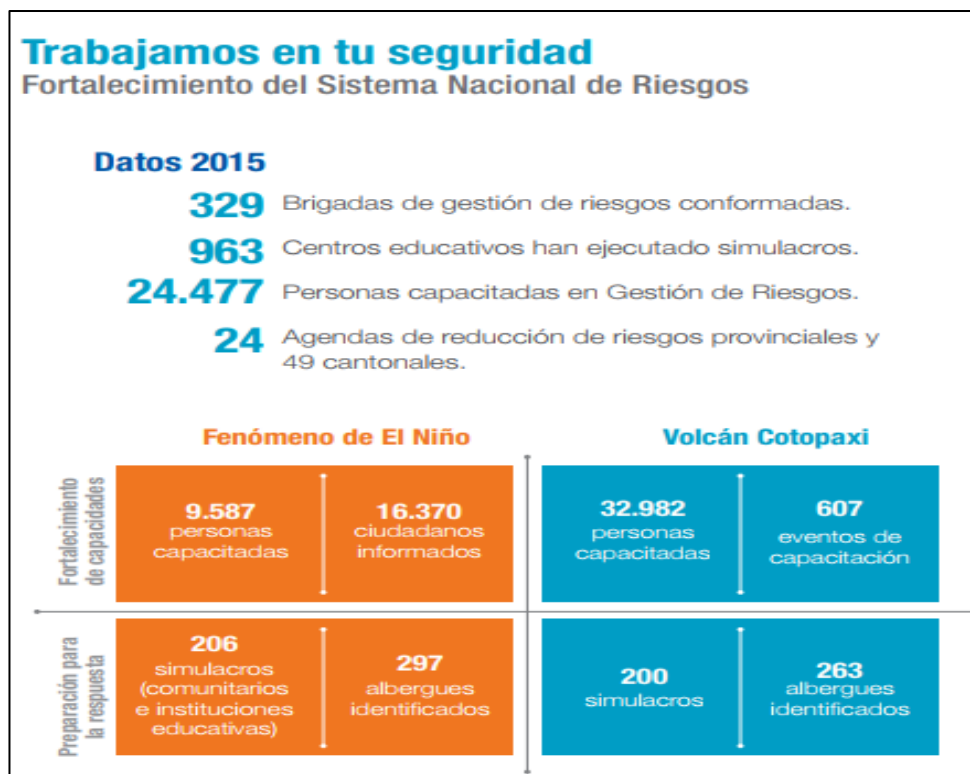 Trabajamos en tu seguridad
Fortalecimiento del Sistema Nacional de Riesgos
Datos 2015
329 Brigadas de gestión de riesgos conformadas.
963 Centros educativos han ejecutado simulacros.
24.477 Personas capacitadas en Gestión de Riesgos.
24 Agendas de reducción de riesgos provinciales y
49 cantonales.
Fenómeno de El Niño
Volcán Cotopaxi
Fortalecimiento
de capacidades
9.587
personas
capacitadas
16.370
ciudadanos
informados
32.982
personas
capacitadas
607
eventos de
capacitación
Preparación para
la respuesta
206
simulacros
(comunitarios
e instituciones
educativas)
297
albergues
identificados
200
simulacros
263
albergues
identificados